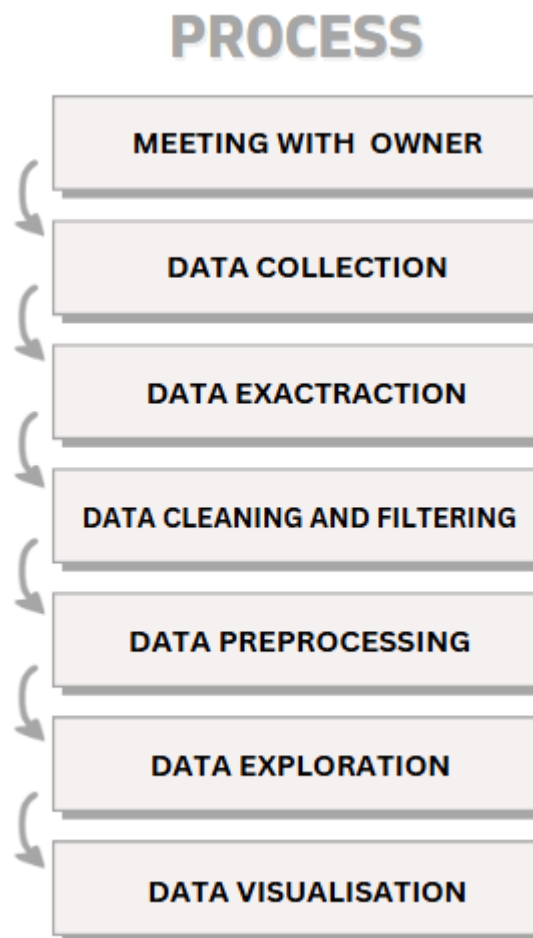 PROCESS
MEETING WITH OWNER
DATA COLLECTION
DATA EXACTRACTION
DATA CLEANING AND FILTERING
DATA PREPROCESSING
DATA EXPLORATION
DATA VISUALISATION